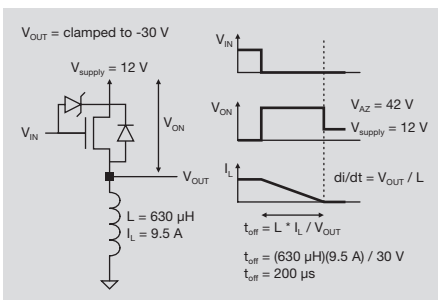 V_OUT = clamped to -30 V
V_supply = 12 V
V_IN
V_ON
V_OUT
L = 630 µH
I_L = 9.5 A
V_IN
V_ON
V_AZ = 42 V
V_supply = 12 V
I_L
di/dt = V_OUT / L
t_off = L * I_L / V_OUT
t_off = (630 µH)(9.5 A) / 30 V
t_off = 200 µs